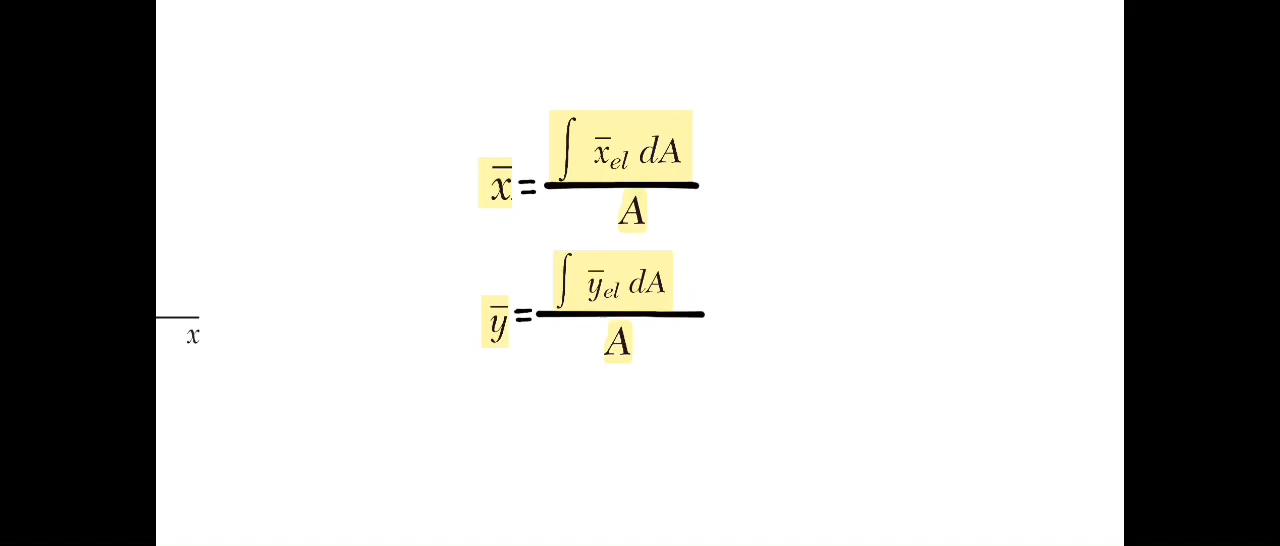 x̄ = ∫ x̄ₑₗ dA / A
ȳ = ∫ ȳₑₗ dA / A
x